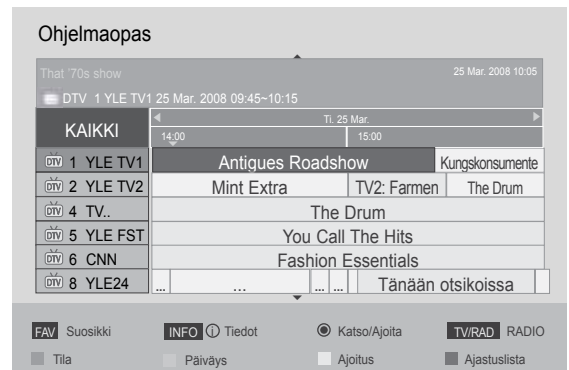 Ohjelmaopas
That '70s show
25 Mar. 2008 10:05
DTV 1 YLE TV1 25 Mar. 2008 09:45~10:15
KAIKKI
Ti. 25 Mar.
14:00 15:00
DTV 1 YLE TV1 Antigues Roadshow Kungskonsumente
DTV 2 YLE TV2 Mint Extra TV2: Farmen The Drum
DTV 4 TV.. The Drum
DTV 5 YLE FST You Call The Hits
DTV 6 CNN Fashion Essentials
DTV 8 YLE24 ... ... ... ... Tänään otsikoissa
FAV Suosikki INFO i Tiedot Katso/Ajoita TV/RAD RADIO
Tila Päiväys Ajoitus Ajastuslista